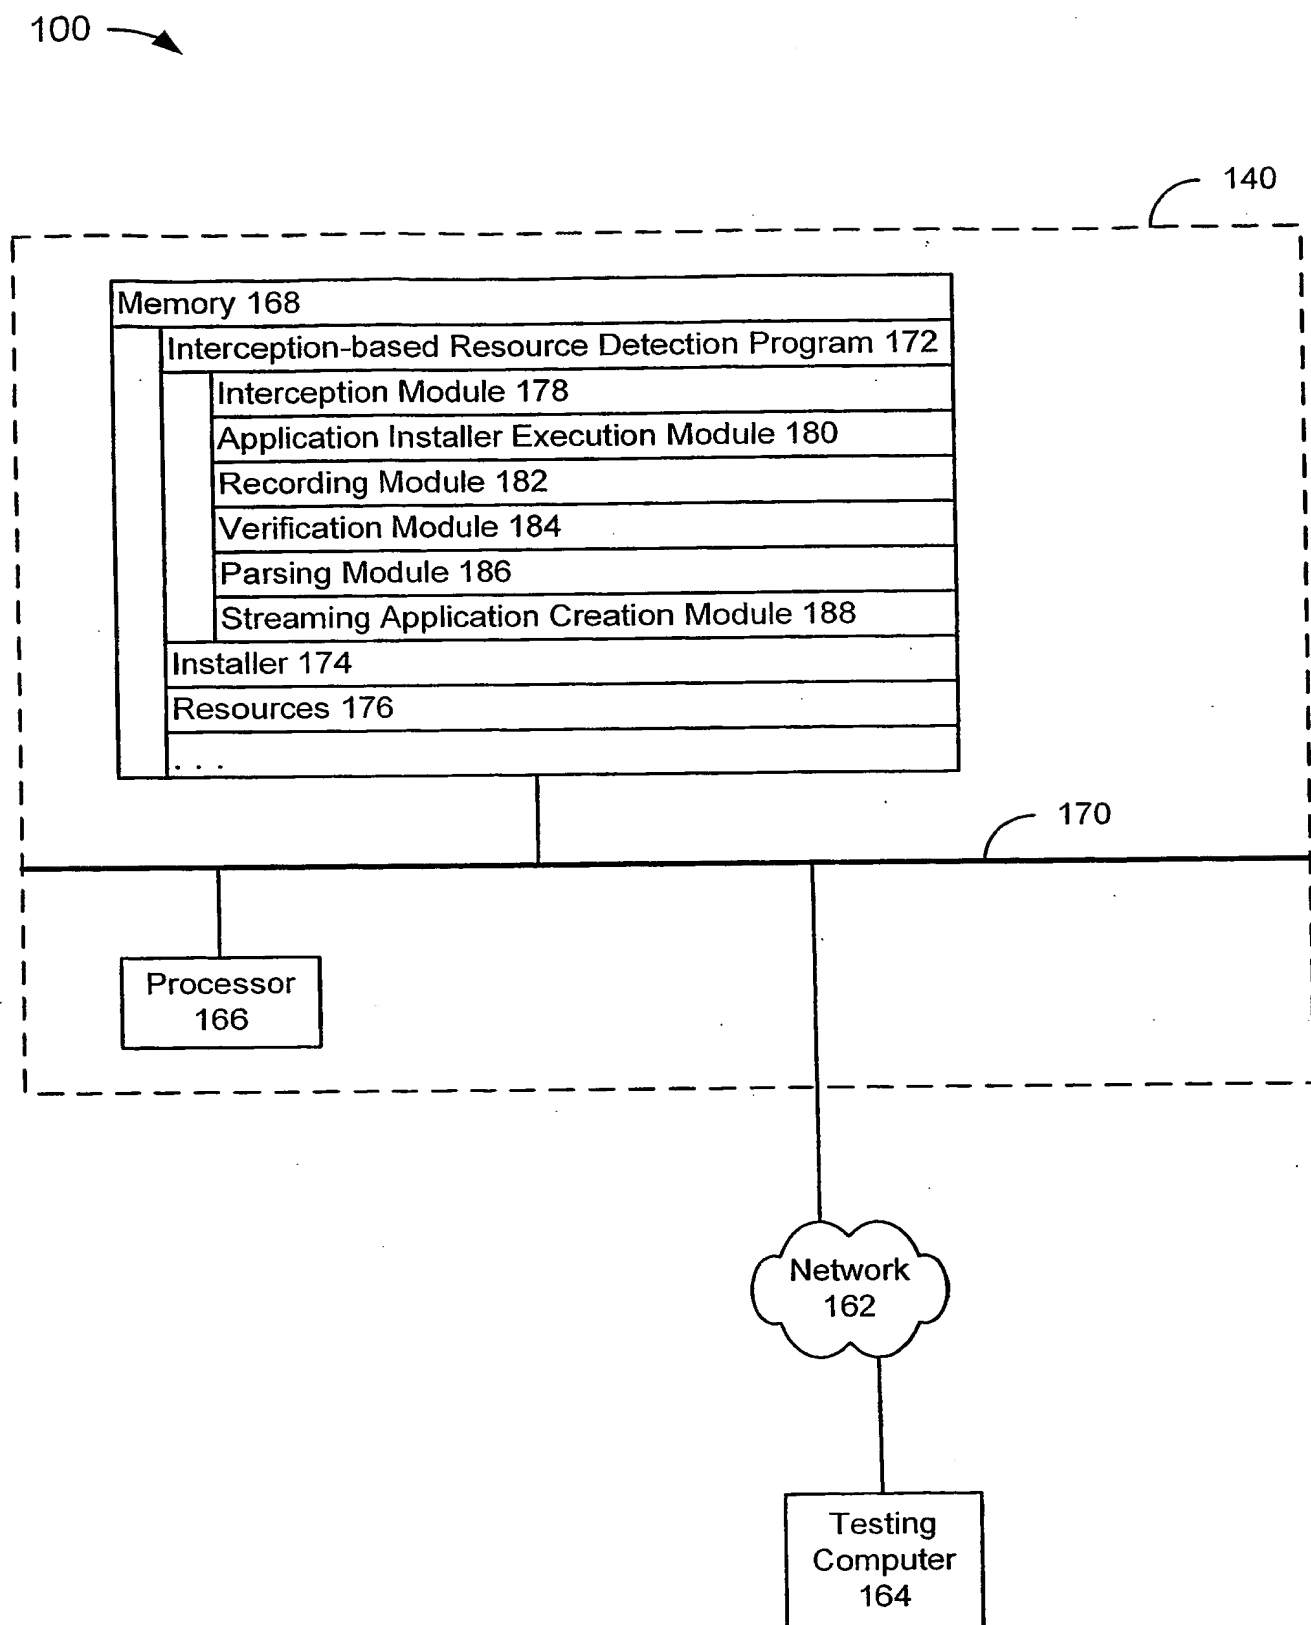 100
140
Memory 168
Interception-based Resource Detection Program 172
Interception Module 178
Application Installer Execution Module 180
Recording Module 182
Verification Module 184
Parsing Module 186
Streaming Application Creation Module 188
Installer 174
Resources 176
. . .
170
Processor
166
Network
162
Testing
Computer
164